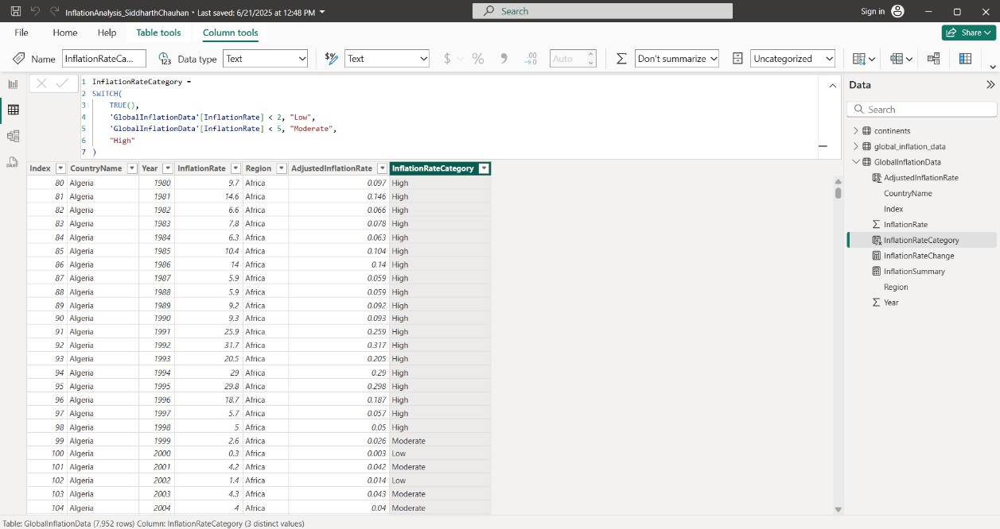 InflationAnalysis_SiddharthChauhan • Last saved: 6/21/2025 at 12:48 PM
Search
Sign in
File Home Help Table tools Column tools
Share
Name InflationRateCa... Data type Text Text $ % Auto Don't summarize Uncategorized
1 InflationRateCategory =
2 SWITCH(
3 TRUE(),
4 'GlobalInflationData'[InflationRate] < 2, "Low",
5 'GlobalInflationData'[InflationRate] < 5, "Moderate",
6 "High"
7 )
Index CountryName Year InflationRate Region AdjustedInflationRate InflationRateCategory
80 Algeria 1980 9.7 Africa 0.097 High
81 Algeria 1981 14.6 Africa 0.146 High
82 Algeria 1982 6.6 Africa 0.066 High
83 Algeria 1983 7.8 Africa 0.078 High
84 Algeria 1984 6.3 Africa 0.063 High
85 Algeria 1985 10.4 Africa 0.104 High
86 Algeria 1986 14 Africa 0.14 High
87 Algeria 1987 5.9 Africa 0.059 High
88 Algeria 1988 5.9 Africa 0.059 High
89 Algeria 1989 9.2 Africa 0.092 High
90 Algeria 1990 9.3 Africa 0.093 High
91 Algeria 1991 25.9 Africa 0.259 High
92 Algeria 1992 31.7 Africa 0.317 High
93 Algeria 1993 20.5 Africa 0.205 High
94 Algeria 1994 29 Africa 0.29 High
95 Algeria 1995 29.8 Africa 0.298 High
96 Algeria 1996 18.7 Africa 0.187 High
97 Algeria 1997 5.7 Africa 0.057 High
98 Algeria 1998 5 Africa 0.05 High
99 Algeria 1999 2.6 Africa 0.026 Moderate
100 Algeria 2000 0.3 Africa 0.003 Low
101 Algeria 2001 4.2 Africa 0.042 Moderate
102 Algeria 2002 1.4 Africa 0.014 Low
103 Algeria 2003 4.3 Africa 0.043 Moderate
104 Algeria 2004 4 Africa 0.04 Moderate
Data
Search
continents
global_inflation_data
GlobalInflationData
AdjustedInflationRate
CountryName
Index
InflationRate
InflationRateCategory
InflationRateChange
InflationSummary
Region
Year
Table: GlobalInflationData (7,952 rows) Column: InflationRateCategory (3 distinct values)